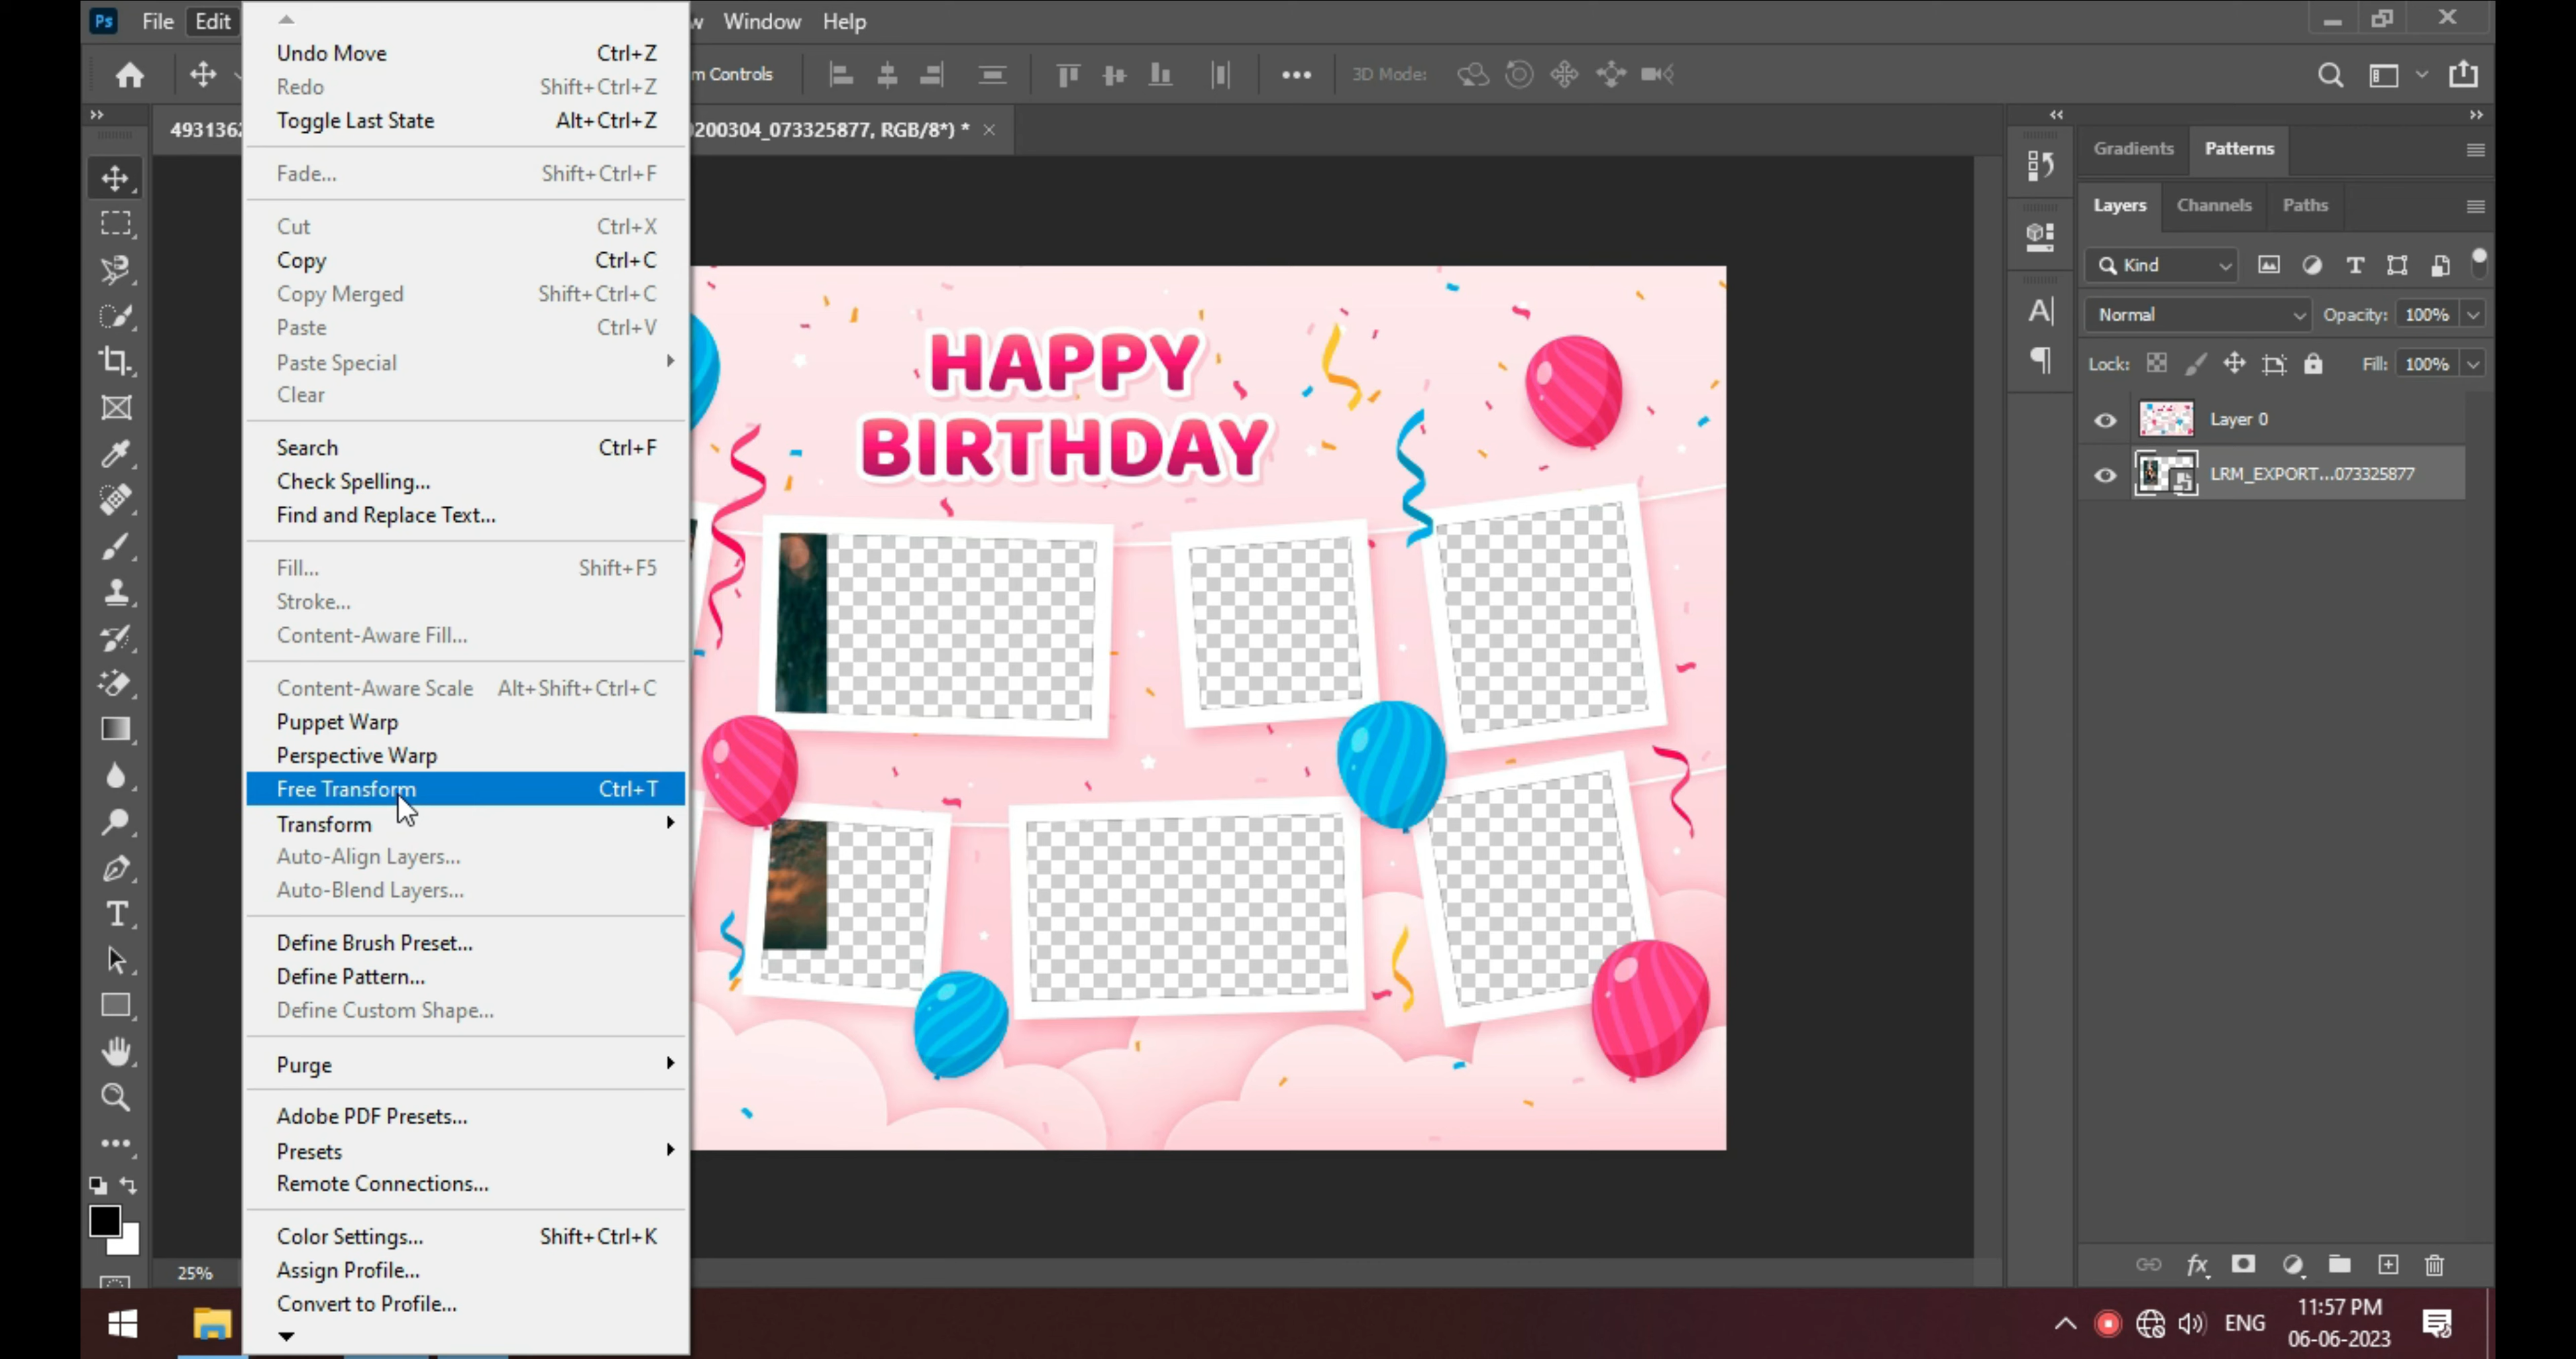 Ps File Edit Window Help
Undo Move Ctrl+Z
Redo Shift+Ctrl+Z
Toggle Last State Alt+Ctrl+Z
Fade... Shift+Ctrl+F
Cut Ctrl+X
Copy Ctrl+C
Copy Merged Shift+Ctrl+C
Paste Ctrl+V
Paste Special
Clear
Search Ctrl+F
Check Spelling...
Find and Replace Text...
Fill... Shift+F5
Stroke...
Content-Aware Fill...
Content-Aware Scale Alt+Shift+Ctrl+C
Puppet Warp
Perspective Warp
Free Transform Ctrl+T
Transform
Auto-Align Layers...
Auto-Blend Layers...
Define Brush Preset...
Define Pattern...
Define Custom Shape...
Purge
Adobe PDF Presets...
Presets
Remote Connections...
Color Settings... Shift+Ctrl+K
Assign Profile...
Convert to Profile...
m Controls 3D Mode:
493136 0200304_073325877, RGB/8*) *
HAPPY
BIRTHDAY
Gradients Patterns
Layers Channels Paths
Kind
Normal Opacity: 100%
Lock: Fill: 100%
Layer 0
LRM_EXPORT...073325877
fx
25%
ENG
11:57 PM
06-06-2023